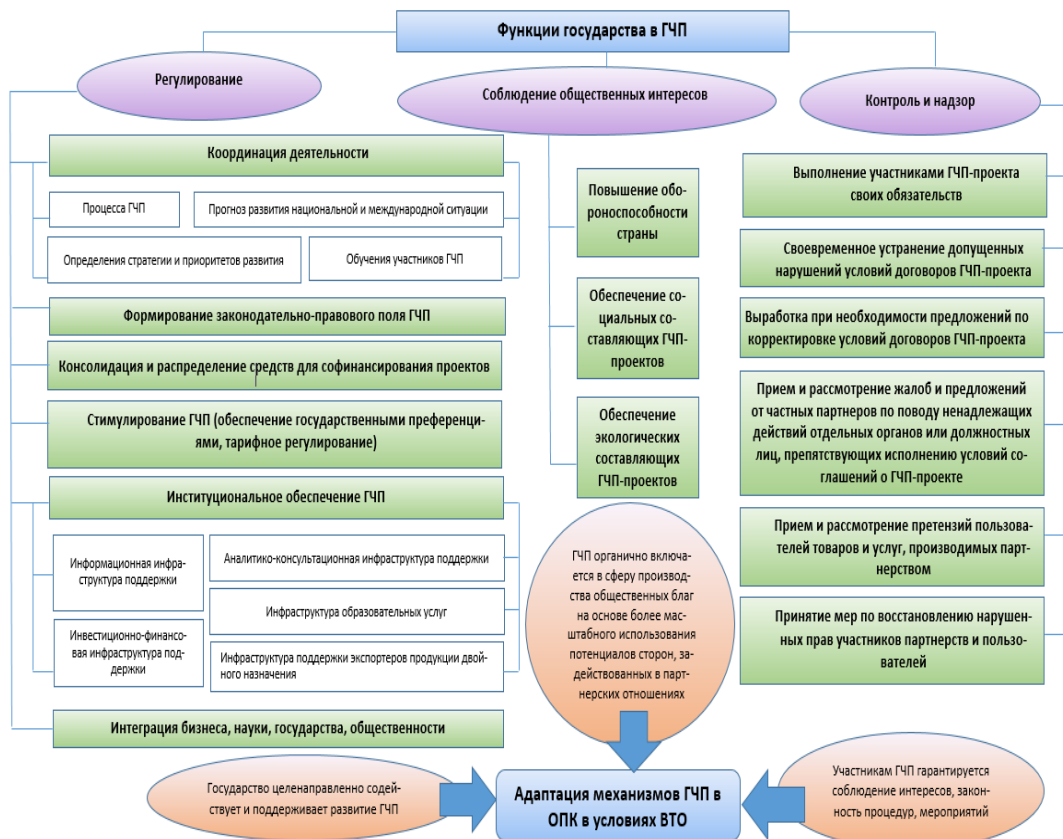 Функции государства в ГЧП
Регулирование
Соблюдение общественных интересов
Контроль и надзор
Координация деятельности
Процесса ГЧП
Прогноз развития национальной и международной ситуации
Определения стратегии и приоритетов развития
Обучения участников ГЧП
Формирование законодательно-правового поля ГЧП
Консолидация и распределение средств для софинансирования проектов
Стимулирование ГЧП (обеспечение государственными преференци-
ями, тарифное регулирование)
Институциональное обеспечение ГЧП
Информационная инфра-
структура поддержки
Аналитико-консультационная инфраструктура поддержки
Инфраструктура образовательных услуг
Инвестиционно-финансо-
вая инфраструктура под-
держки
Инфраструктура поддержки экспортеров продукции двой-
ного назначения
Интеграция бизнеса, науки, государства, общественности
Повышение обо-
роноспособности
страны
Обеспечение со-
циальных со-
ставляющих ГЧП-
проектов
Обеспечение
экологических
составляющих
ГЧП-проектов
Выполнение участниками ГЧП-проекта
своих обязательств
Своевременное устранение допущенных
нарушений условий договоров ГЧП-проекта
Выработка при необходимости предложений по
корректировке условий договоров ГЧП-проекта
Прием и рассмотрение жалоб и предложений
от частных партнеров по поводу ненадлежащих
действий отдельных органов или должностных
лиц, препятствующих исполнению условий со-
глашений о ГЧП-проекте
Прием и рассмотрение претензий пользова-
телей товаров и услуг, производимых парт-
нерством
Принятие мер по восстановлению нарушен-
ных прав участников партнерств и пользо-
вателей
ГЧП органично включа-
ется в сферу производ-
ства общественных благ
на основе более мас-
штабного использования
потенциалов сторон, за-
действованных в парт-
нерских отношениях
Государство целенаправленно содей-
ствует и поддерживает развитие ГЧП
Адаптация механизмов ГЧП в
ОПК в условиях ВТО
Участникам ГЧП гарантируется
соблюдение интересов, закон-
ность процедур, мероприятий